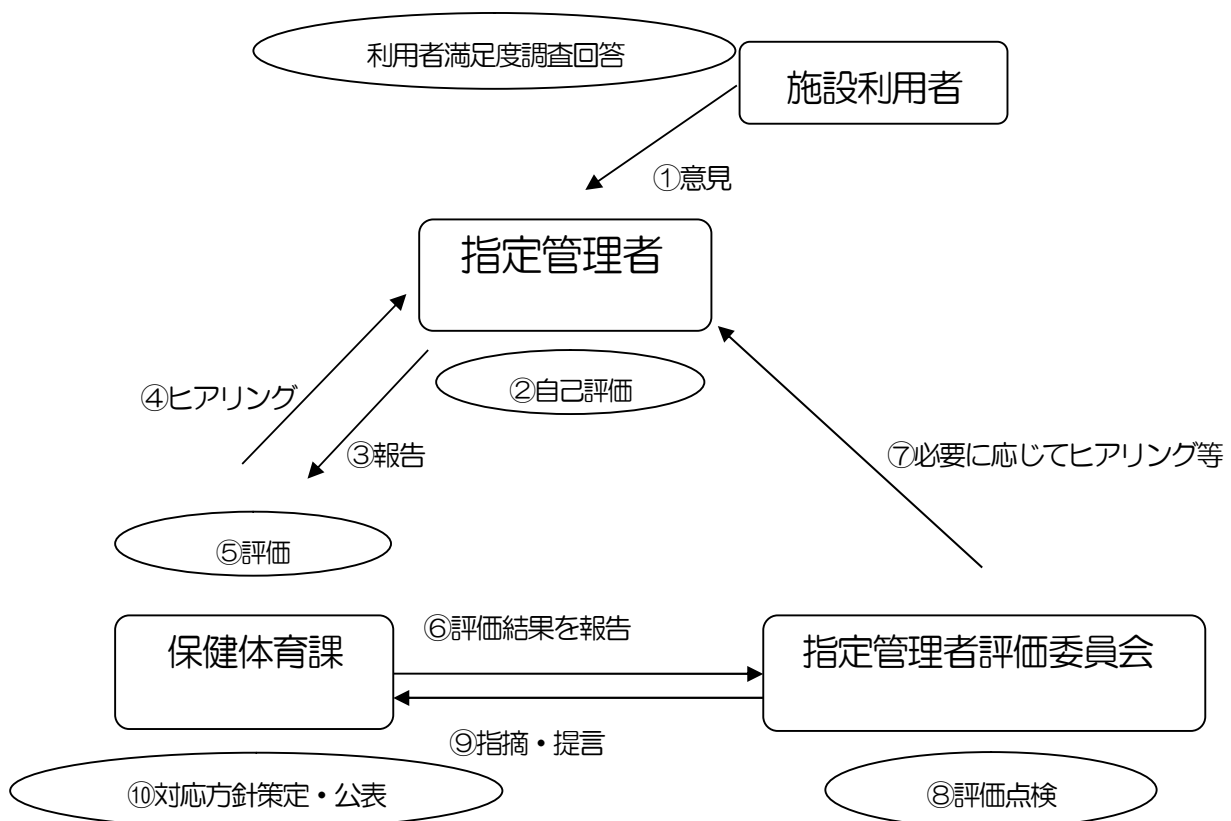 利用者満足度調査回答
施設利用者
①意見
指定管理者
②自己評価
④ヒアリング
③報告
⑦必要に応じてヒアリング等
⑤評価
保健体育課
⑥評価結果を報告
指定管理者評価委員会
⑨指摘・提言
⑩対応方針策定・公表
⑧評価点検